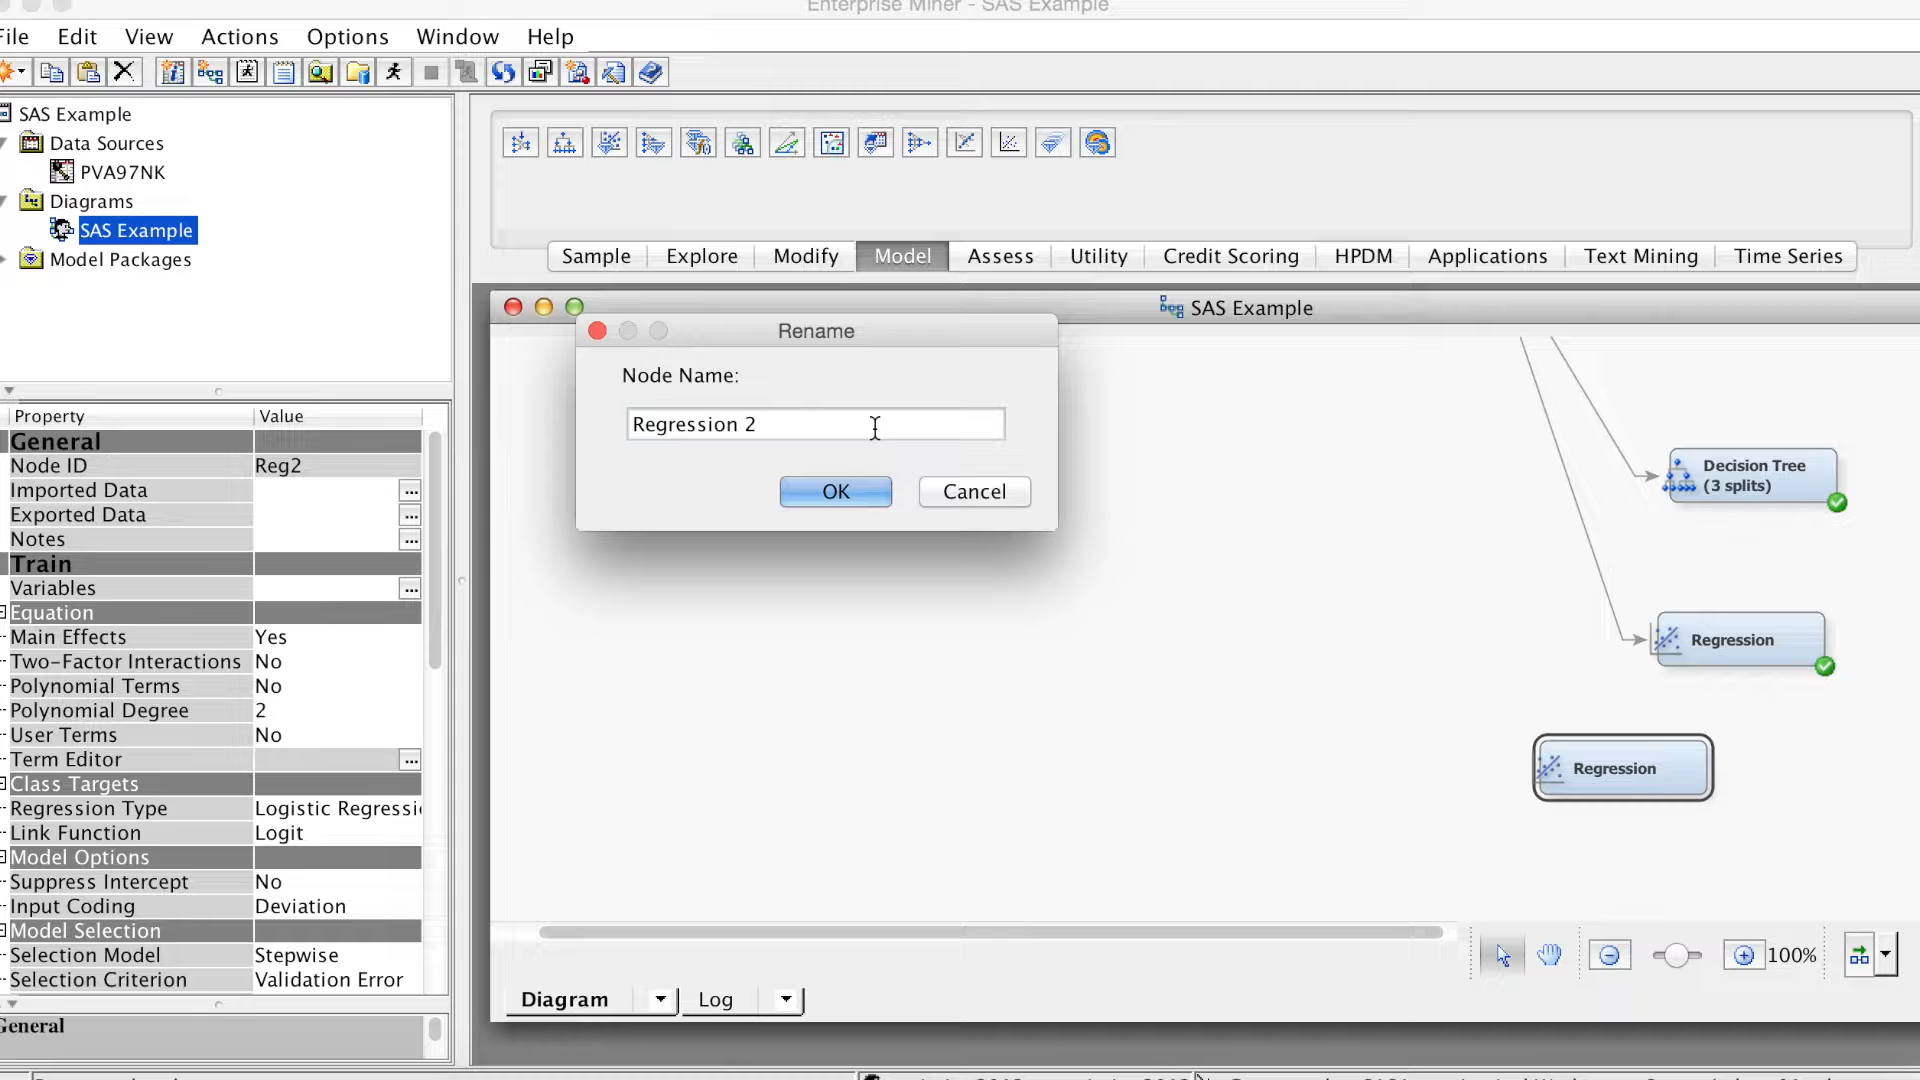 Enterprise Miner - SAS Example
File Edit View Actions Options Window Help
SAS Example
Data Sources
PVA97NK
Diagrams
SAS Example
Model Packages
Sample Explore Modify Model Assess Utility Credit Scoring HPDM Applications Text Mining Time Series
SAS Example
Rename
Node Name:
Regression 2
OK Cancel
Decision Tree
(3 splits)
Regression
Regression
Property Value
General
Node ID Reg2
Imported Data ...
Exported Data ...
Notes ...
Train
Variables ...
Equation
Main Effects Yes
Two-Factor Interactions No
Polynomial Terms No
Polynomial Degree 2
User Terms No
Term Editor ...
Class Targets
Regression Type Logistic Regressi
Link Function Logit
Model Options
Suppress Intercept No
Input Coding Deviation
Model Selection
Selection Model Stepwise
Selection Criterion Validation Error
General
100%
Diagram Log